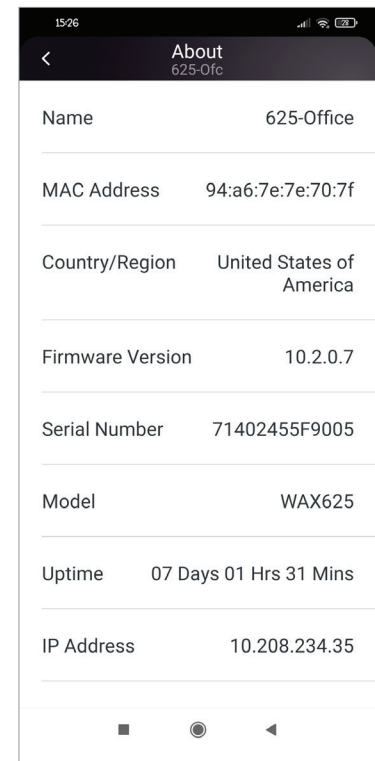 15:26
28
About
625-Ofc
Name 625-Office
MAC Address 94:a6:7e:7e:70:7f
Country/Region United States of
America
Firmware Version 10.2.0.7
Serial Number 71402455F9005
Model WAX625
Uptime 07 Days 01 Hrs 31 Mins
IP Address 10.208.234.35